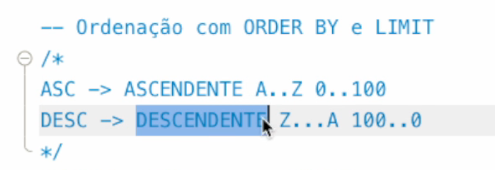 -- Ordenação com ORDER BY e LIMIT
/*
ASC -> ASCENDENTE A..Z 0..100
DESC -> DESCENDENTE Z...A 100..0
*/